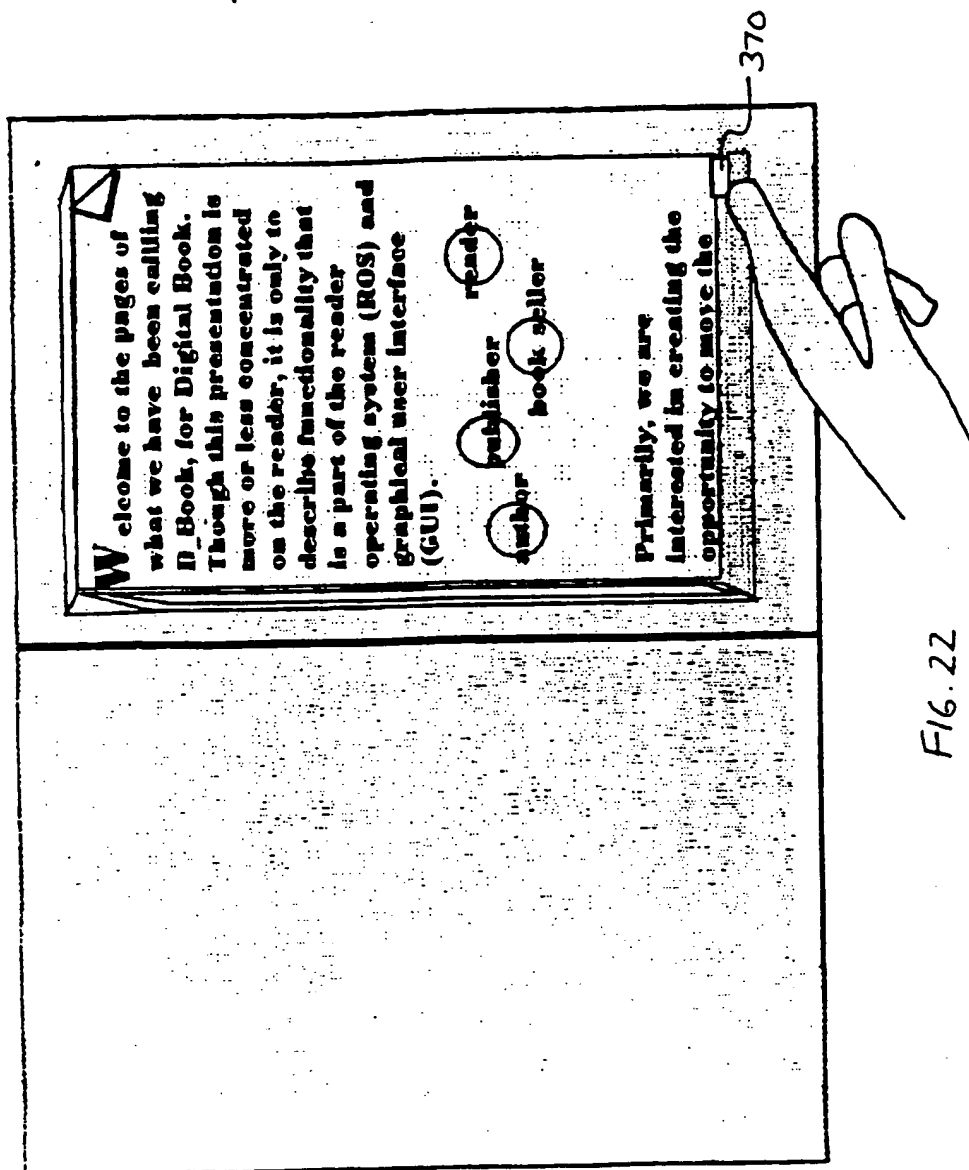 Welcome to the pages of
what we have been calling
D_Book, for Digital Book.
Though this presentation is
more or less concentrated
on the reader, it is only to
describe functionality that
is a part of the reader
operating system (ROS) and
graphical user interface
(GUI).
author
publisher
book seller
reader
Primarily, we are
interested in creating the
opportunity to move the
370
FIG. 22